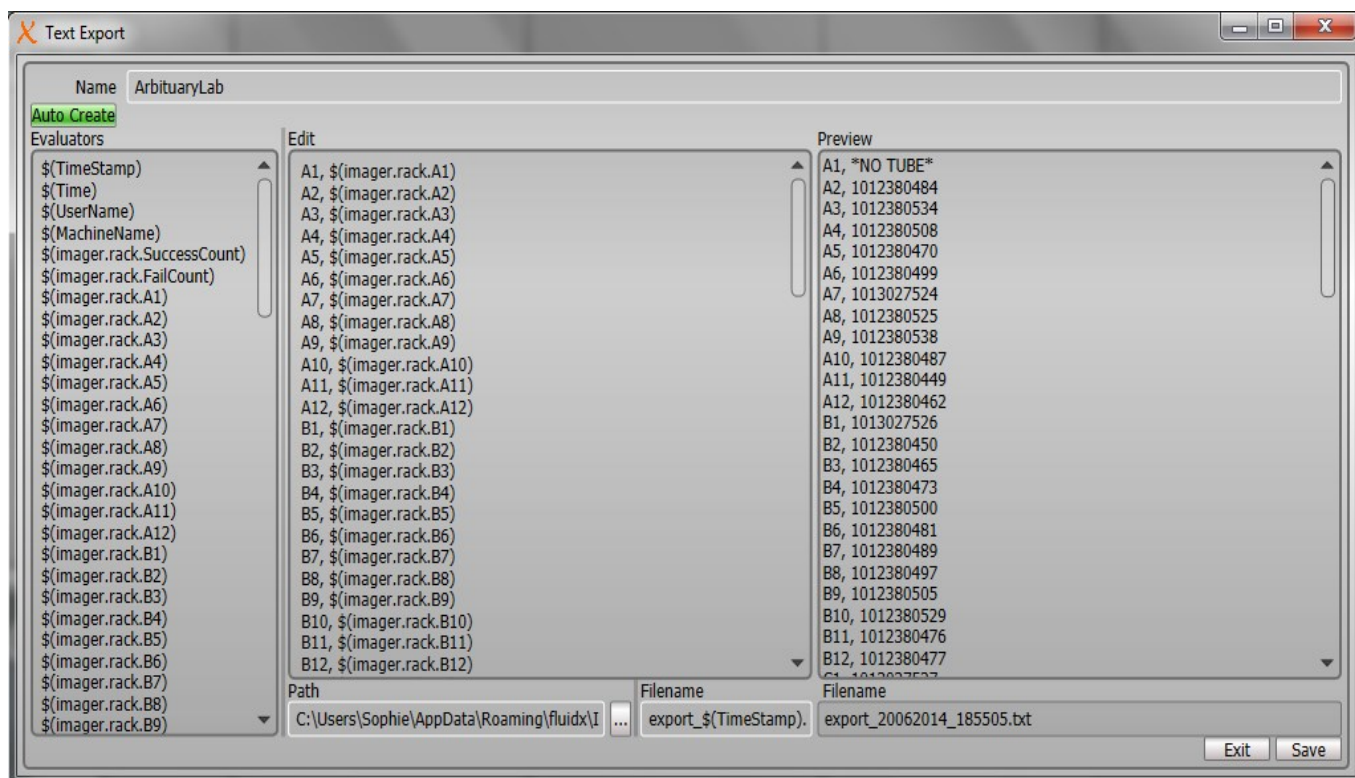 Text Export
Name ArbituaryLab
Auto Create
Evaluators
$(TimeStamp)
$(Time)
$(UserName)
$(MachineName)
$(imager.rack.SuccessCount)
$(imager.rack.FailCount)
$(imager.rack.A1)
$(imager.rack.A2)
$(imager.rack.A3)
$(imager.rack.A4)
$(imager.rack.A5)
$(imager.rack.A6)
$(imager.rack.A7)
$(imager.rack.A8)
$(imager.rack.A9)
$(imager.rack.A10)
$(imager.rack.A11)
$(imager.rack.A12)
$(imager.rack.B1)
$(imager.rack.B2)
$(imager.rack.B3)
$(imager.rack.B4)
$(imager.rack.B5)
$(imager.rack.B6)
$(imager.rack.B7)
$(imager.rack.B8)
$(imager.rack.B9)
Edit
A1, $(imager.rack.A1)
A2, $(imager.rack.A2)
A3, $(imager.rack.A3)
A4, $(imager.rack.A4)
A5, $(imager.rack.A5)
A6, $(imager.rack.A6)
A7, $(imager.rack.A7)
A8, $(imager.rack.A8)
A9, $(imager.rack.A9)
A10, $(imager.rack.A10)
A11, $(imager.rack.A11)
A12, $(imager.rack.A12)
B1, $(imager.rack.B1)
B2, $(imager.rack.B2)
B3, $(imager.rack.B3)
B4, $(imager.rack.B4)
B5, $(imager.rack.B5)
B6, $(imager.rack.B6)
B7, $(imager.rack.B7)
B8, $(imager.rack.B8)
B9, $(imager.rack.B9)
B10, $(imager.rack.B10)
B11, $(imager.rack.B11)
B12, $(imager.rack.B12)
Path
C:\Users\Sophie\AppData\Roaming\fluidx\I
...
Filename
export_$(TimeStamp).
Preview
A1, *NO TUBE*
A2, 1012380484
A3, 1012380534
A4, 1012380508
A5, 1012380470
A6, 1012380499
A7, 1013027524
A8, 1012380525
A9, 1012380538
A10, 1012380487
A11, 1012380449
A12, 1012380462
B1, 1013027526
B2, 1012380450
B3, 1012380465
B4, 1012380473
B5, 1012380500
B6, 1012380481
B7, 1012380489
B8, 1012380497
B9, 1012380505
B10, 1012380529
B11, 1012380476
B12, 1012380477
Filename
export_20062014_185505.txt
Exit Save